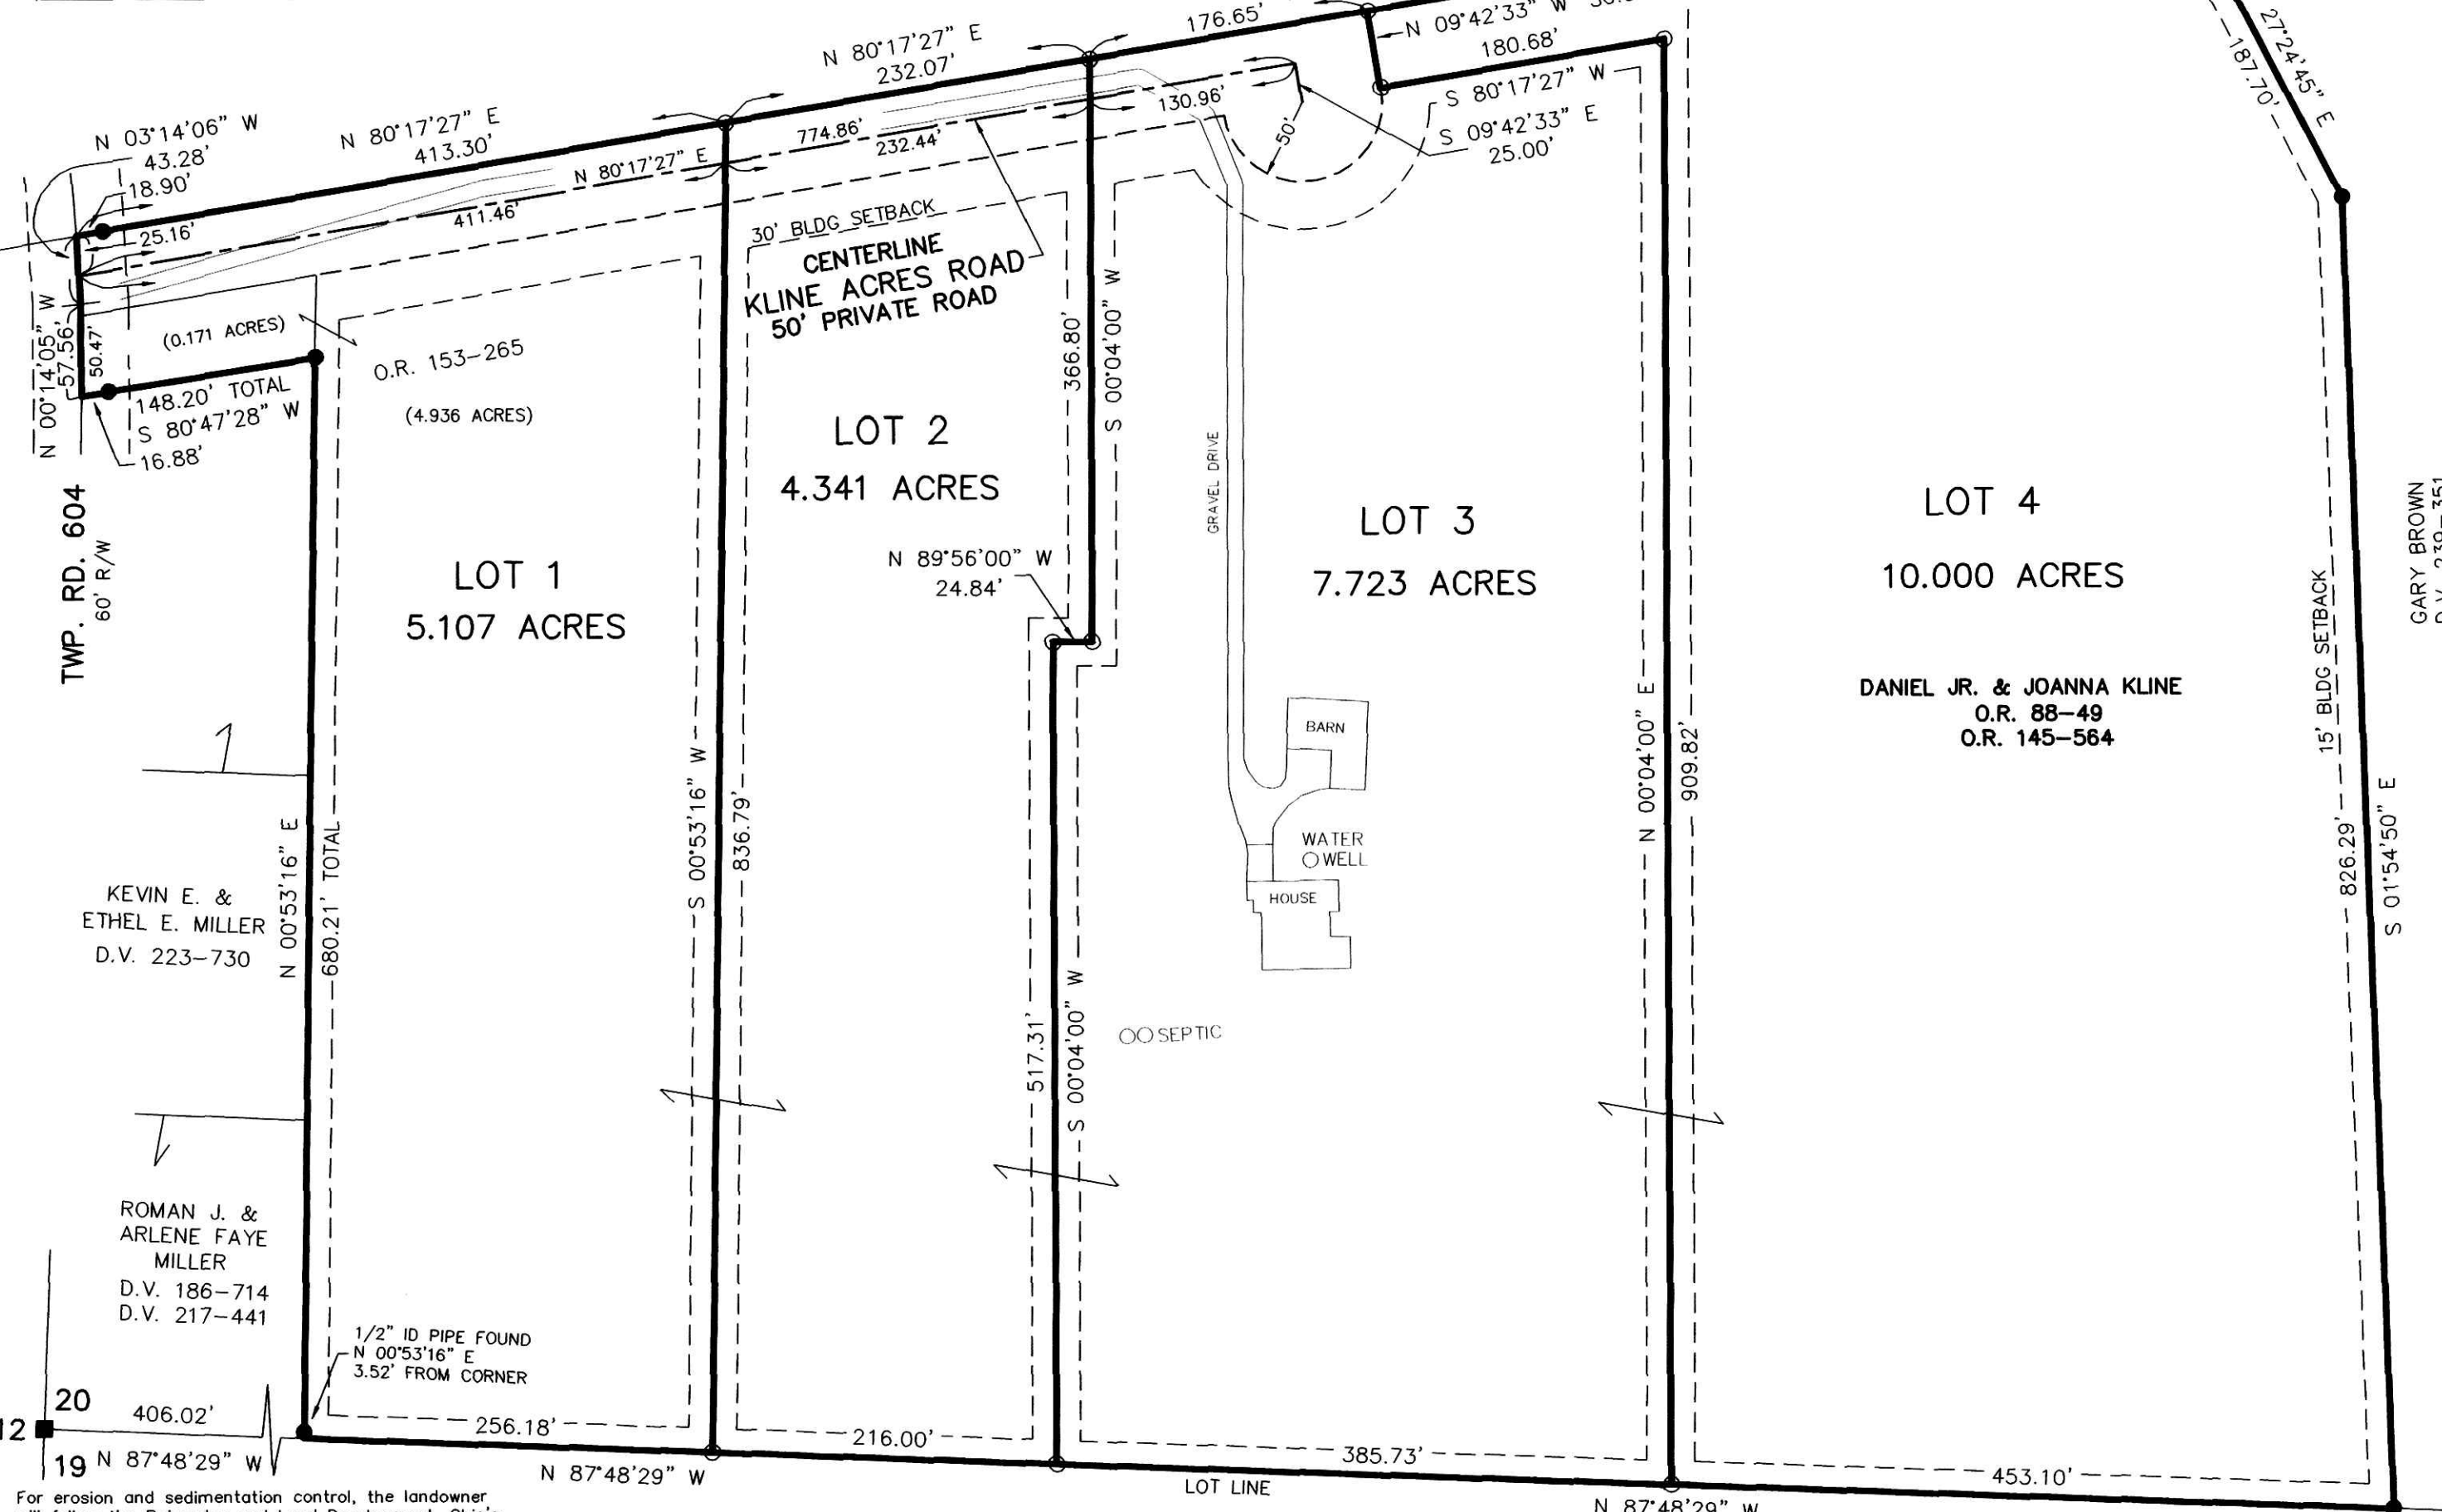 176.65'
N 09°42'33" W
180.68'
S 80°17'27" W
S 09°42'33" E
25.00'
50'
130.96'
N 80°17'27" E
232.07'
774.86'
232.44'
N 80°17'27" E
411.46'
N 80°17'27" E
413.30'
N 03°14'06" W
43.28'
18.90'
25.16'
27°24'45" E
187.70'
30' BLDG SETBACK
CENTERLINE
KLINE ACRES ROAD
50' PRIVATE ROAD
N 00°14'05" W
57.56'
50.47'
(0.171 ACRES)
O.R. 153-265
(4.936 ACRES)
148.20' TOTAL
S 80°47'28" W
16.88'
TWP. RD. 604
60' R/W
LOT 1
5.107 ACRES
LOT 2
4.341 ACRES
366.80'
S 00°04'00" W
N 89°56'00" W
24.84'
GRAVEL DRIVE
LOT 3
7.723 ACRES
LOT 4
10.000 ACRES
DANIEL JR. & JOANNA KLINE
O.R. 88-49
O.R. 145-564
GARY BROWN
15' BLDG SETBACK
826.29'
S 01°54'50" E
BARN
WATER
WELL
HOUSE
SEPTIC
N 00°04'00" E
909.82'
S 00°53'16" W
836.79'
517.31'
S 00°04'00" W
N 00°53'16" E
680.21' TOTAL
KEVIN E. &
ETHEL E. MILLER
D.V. 223-730
ROMAN J. &
ARLENE FAYE
MILLER
D.V. 186-714
D.V. 217-441
1/2" ID PIPE FOUND
N 00°53'16" E
3.52' FROM CORNER
20
12
19
406.02'
N 87°48'29" W
256.18'
N 87°48'29" W
216.00'
385.73'
LOT LINE
453.10'
N 87°48'29" W
For erosion and sedimentation control, the landowner